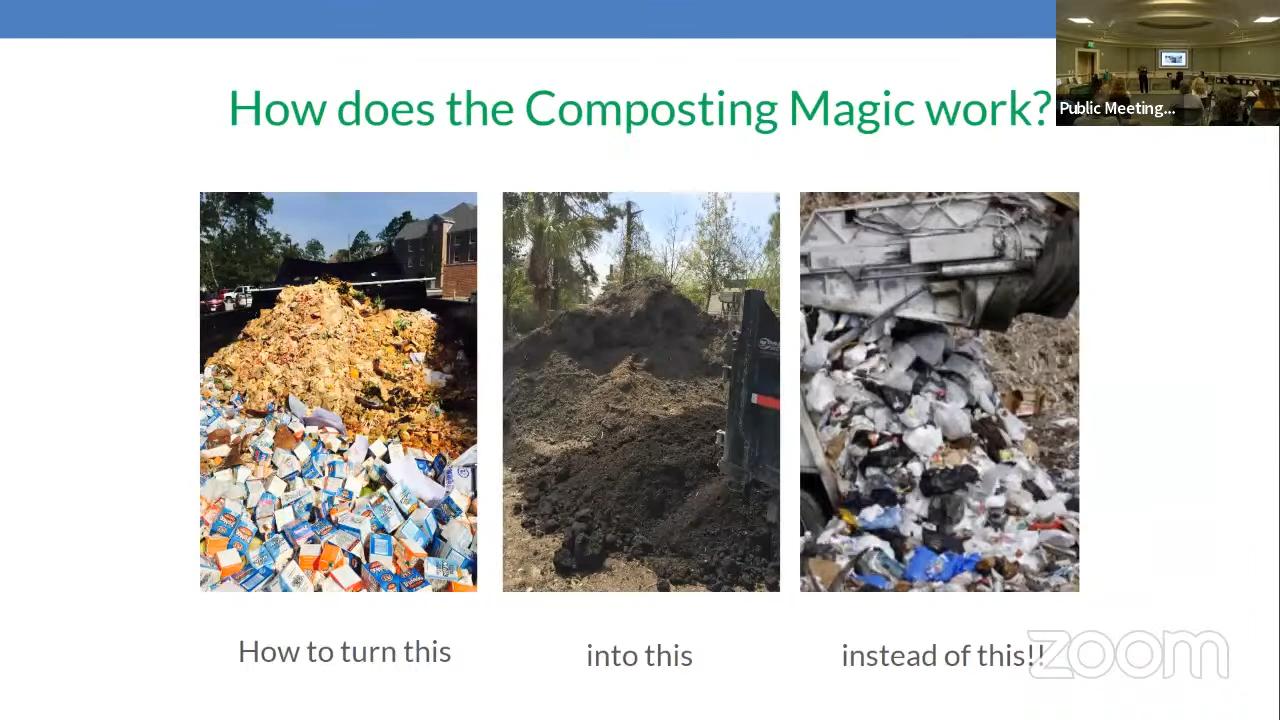 How does the Composting Magic work?
Public Meeting...
How to turn this
into this
instead of this!!
zoom